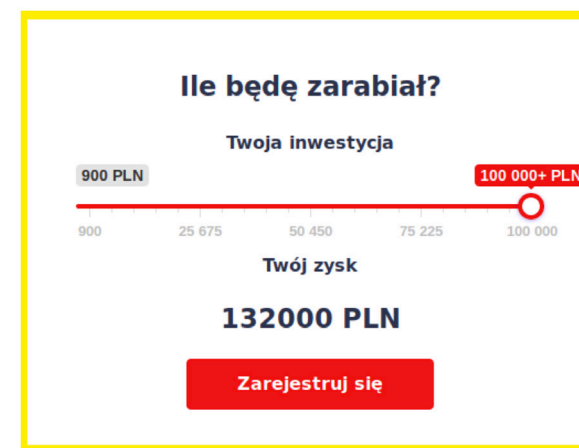 Ile będę zarabiał?
Twoja inwestycja
900 PLN 100 000+ PLN
900 25 675 50 450 75 225 100 000
Twój zysk
132000 PLN
Zarejestruj się